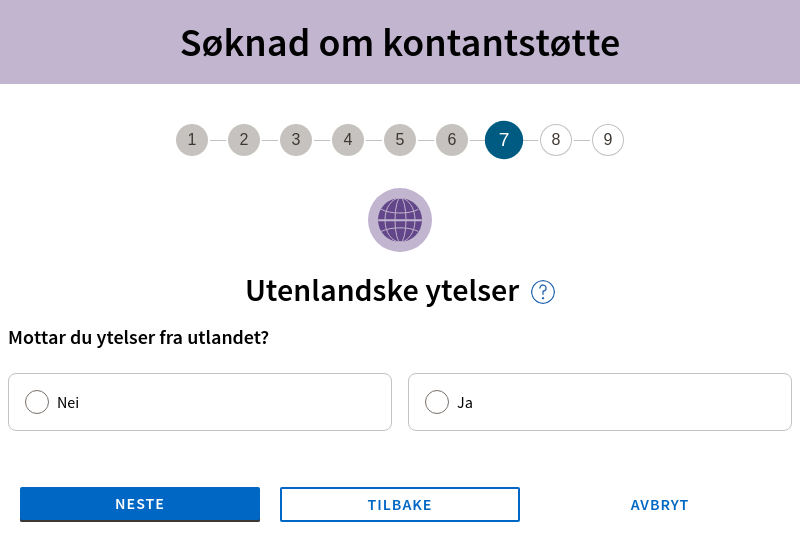 Søknad om kontantstøtte
1 2 3 4 5 6 7 8 9
Utenlandske ytelser ?
Mottar du ytelser fra utlandet?
Nei Ja
NESTE TILBAKE AVBRYT